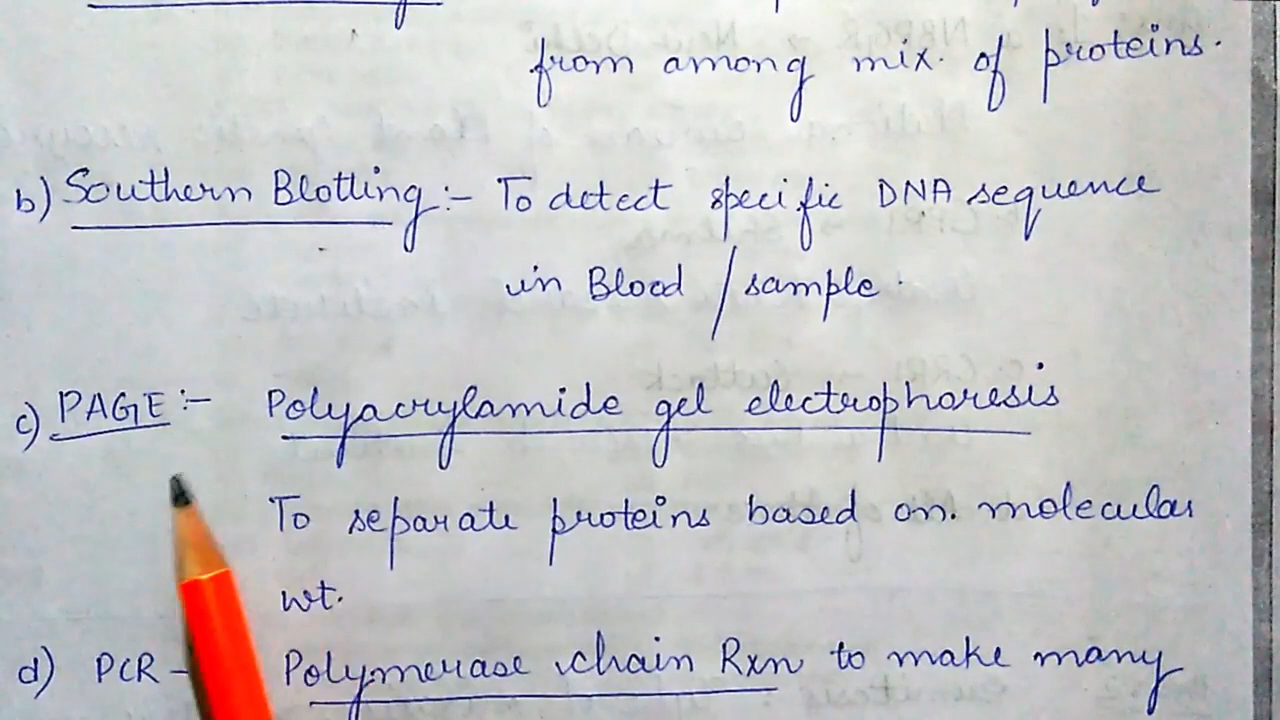 from among mix. of proteins.
b) Southern Blotting :- To detect specific DNA sequence
in Blood / sample.
c) PAGE :- Polyacrylamide gel electrophoresis
To separate proteins based on. molecular
wt.
d) PCR - Polymerase chain Rxn to make many